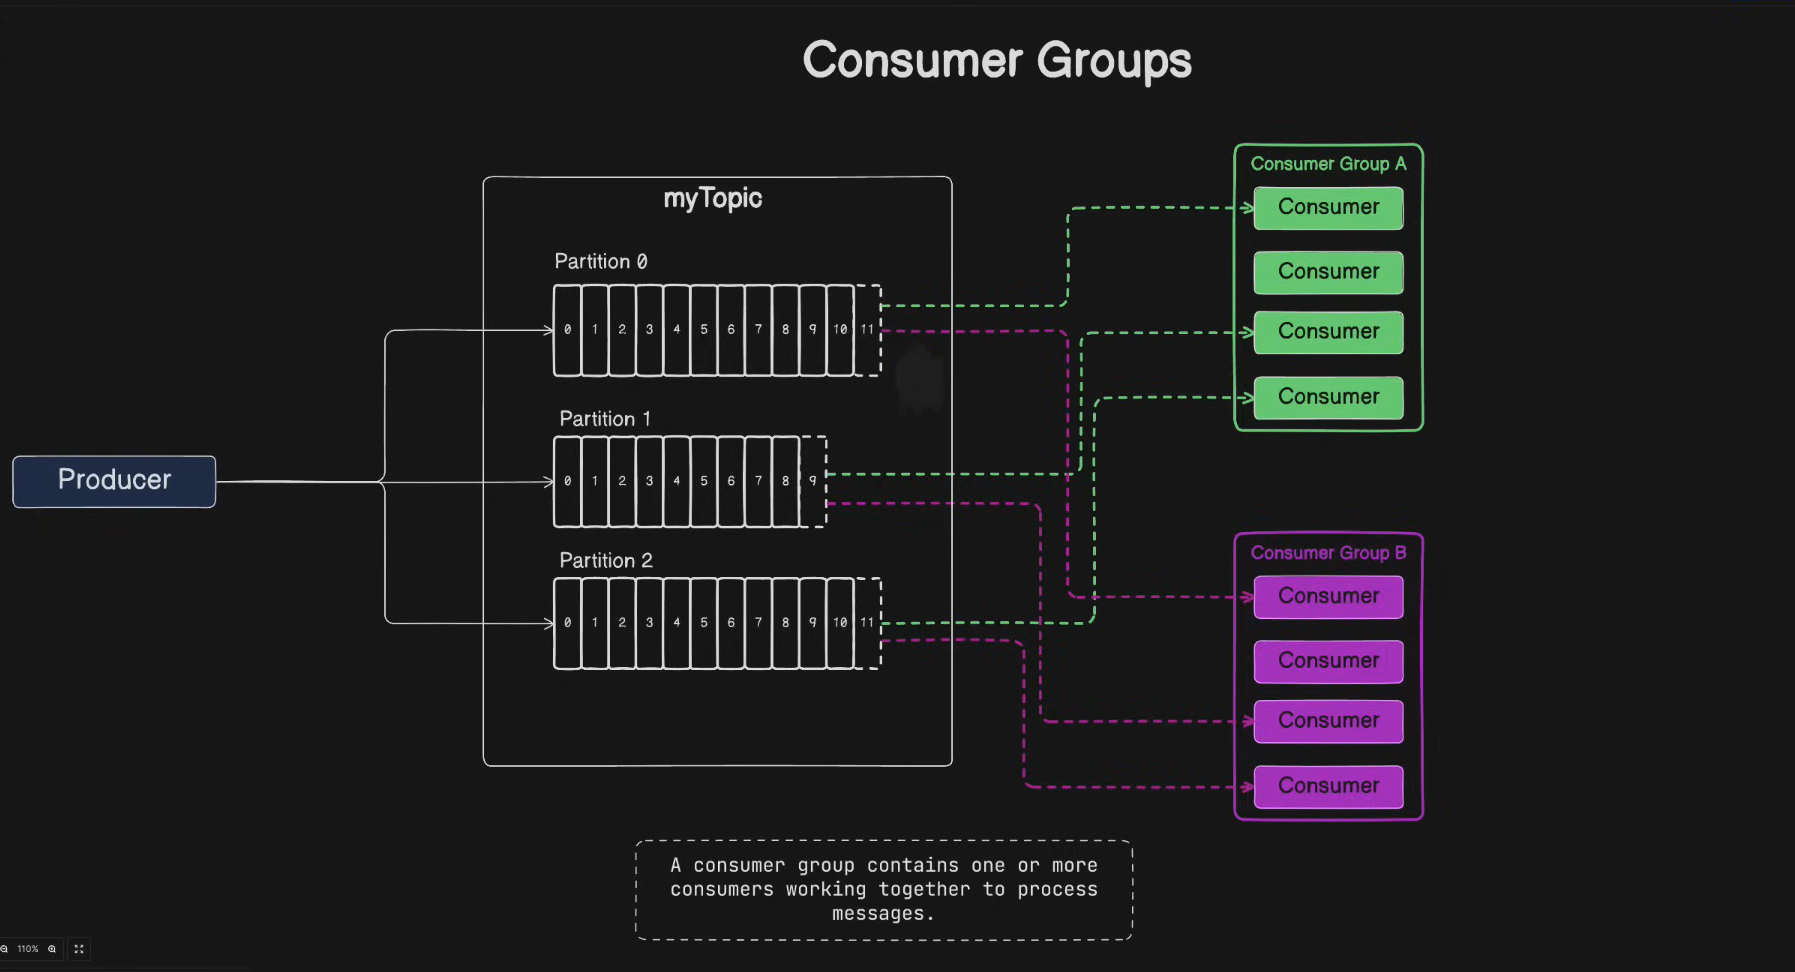 Consumer Groups
Consumer Group A
Consumer
Consumer
Consumer
Consumer
myTopic
Partition 0
0 1 2 3 4 5 6 7 8 9 10 11
Partition 1
0 1 2 3 4 5 6 7 8 9
Partition 2
0 1 2 3 4 5 6 7 8 9 10 11
Producer
Consumer Group B
Consumer
Consumer
Consumer
Consumer
A consumer group contains one or more
consumers working together to process
messages.
110%